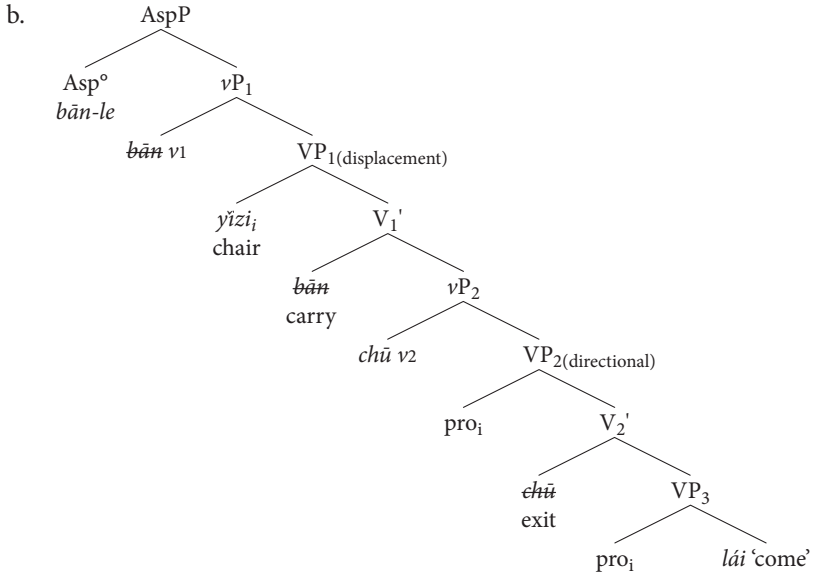 b.
AspP
Asp° vP1
bān-le
bān v1 VP1(displacement)
yǐzii V1'
chair
bān vP2
carry
chū v2 VP2(directional)
proi V2'
chū VP3
exit
proi lái ‘come’